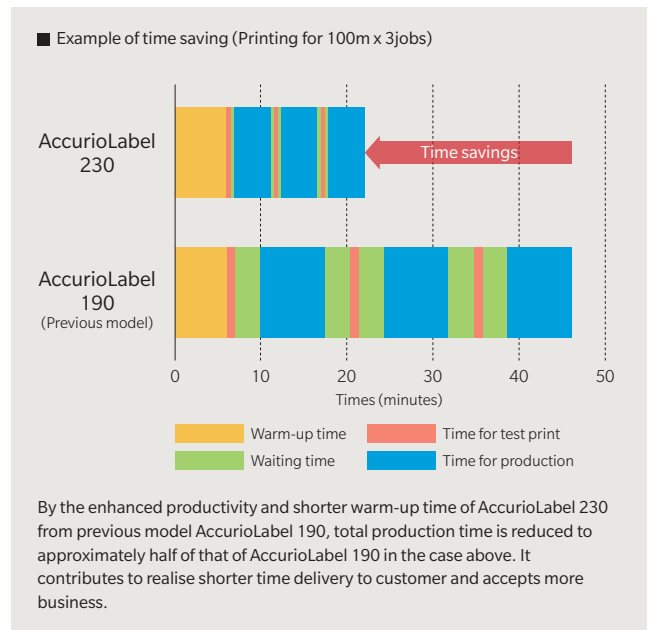 ■ Example of time saving (Printing for 100m x 3jobs)
AccurioLabel
230
Time savings
AccurioLabel
190
(Previous model)
0 10 20 30 40 50
Times (minutes)
Warm-up time Time for test print
Waiting time Time for production
By the enhanced productivity and shorter warm-up time of AccurioLabel 230
from previous model AccurioLabel 190, total production time is reduced to
approximately half of that of AccurioLabel 190 in the case above. It
contributes to realise shorter time delivery to customer and accepts more
business.